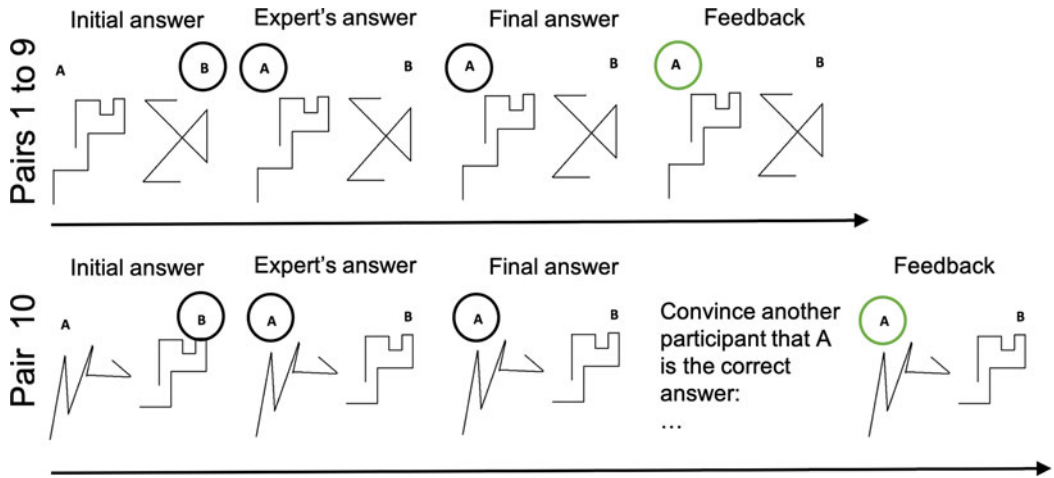 Pairs 1 to 9
Initial answer
Expert's answer
Final answer
Feedback
A
B
A
B
A
B
A
B
Pair 10
Initial answer
Expert's answer
Final answer
Feedback
A
B
A
B
A
B
Convince another
participant that A
is the correct
answer:
...
A
B